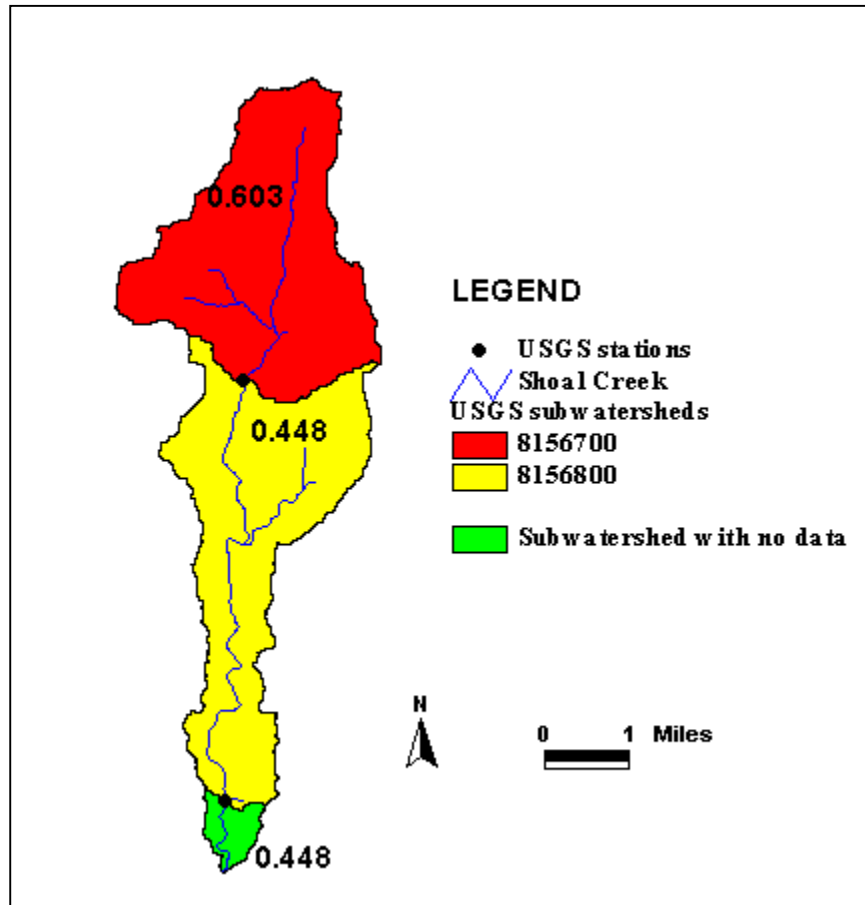 0.603
0.448
0.448
LEGEND
USGS stations
Shoal Creek
USGS subwatersheds
8156700
8156800
Subwatershed with no data
N
0 1 Miles